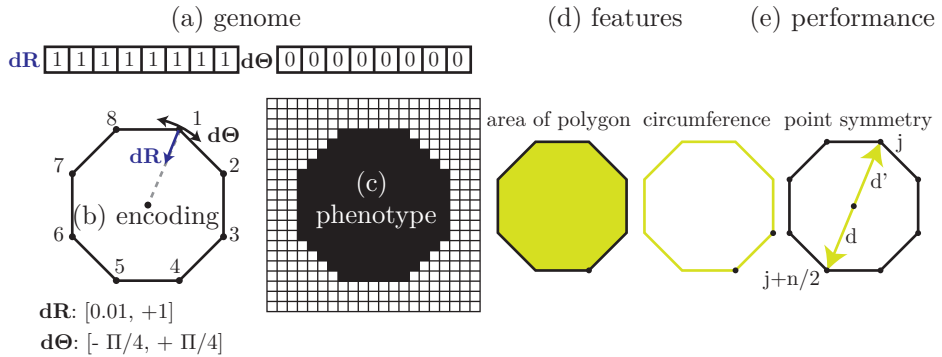 (a) genome
(d) features
(e) performance
dR 1 1 1 1 1 1 1 1 dΘ 0 0 0 0 0 0 0 0
8 1
dΘ
dR
7 2
(b) encoding
6 3
5 4
dR: [0.01, +1]
dΘ: [- Π/4, + Π/4]
(c)
phenotype
area of polygon
circumference
point symmetry
j
d'
d
j+n/2